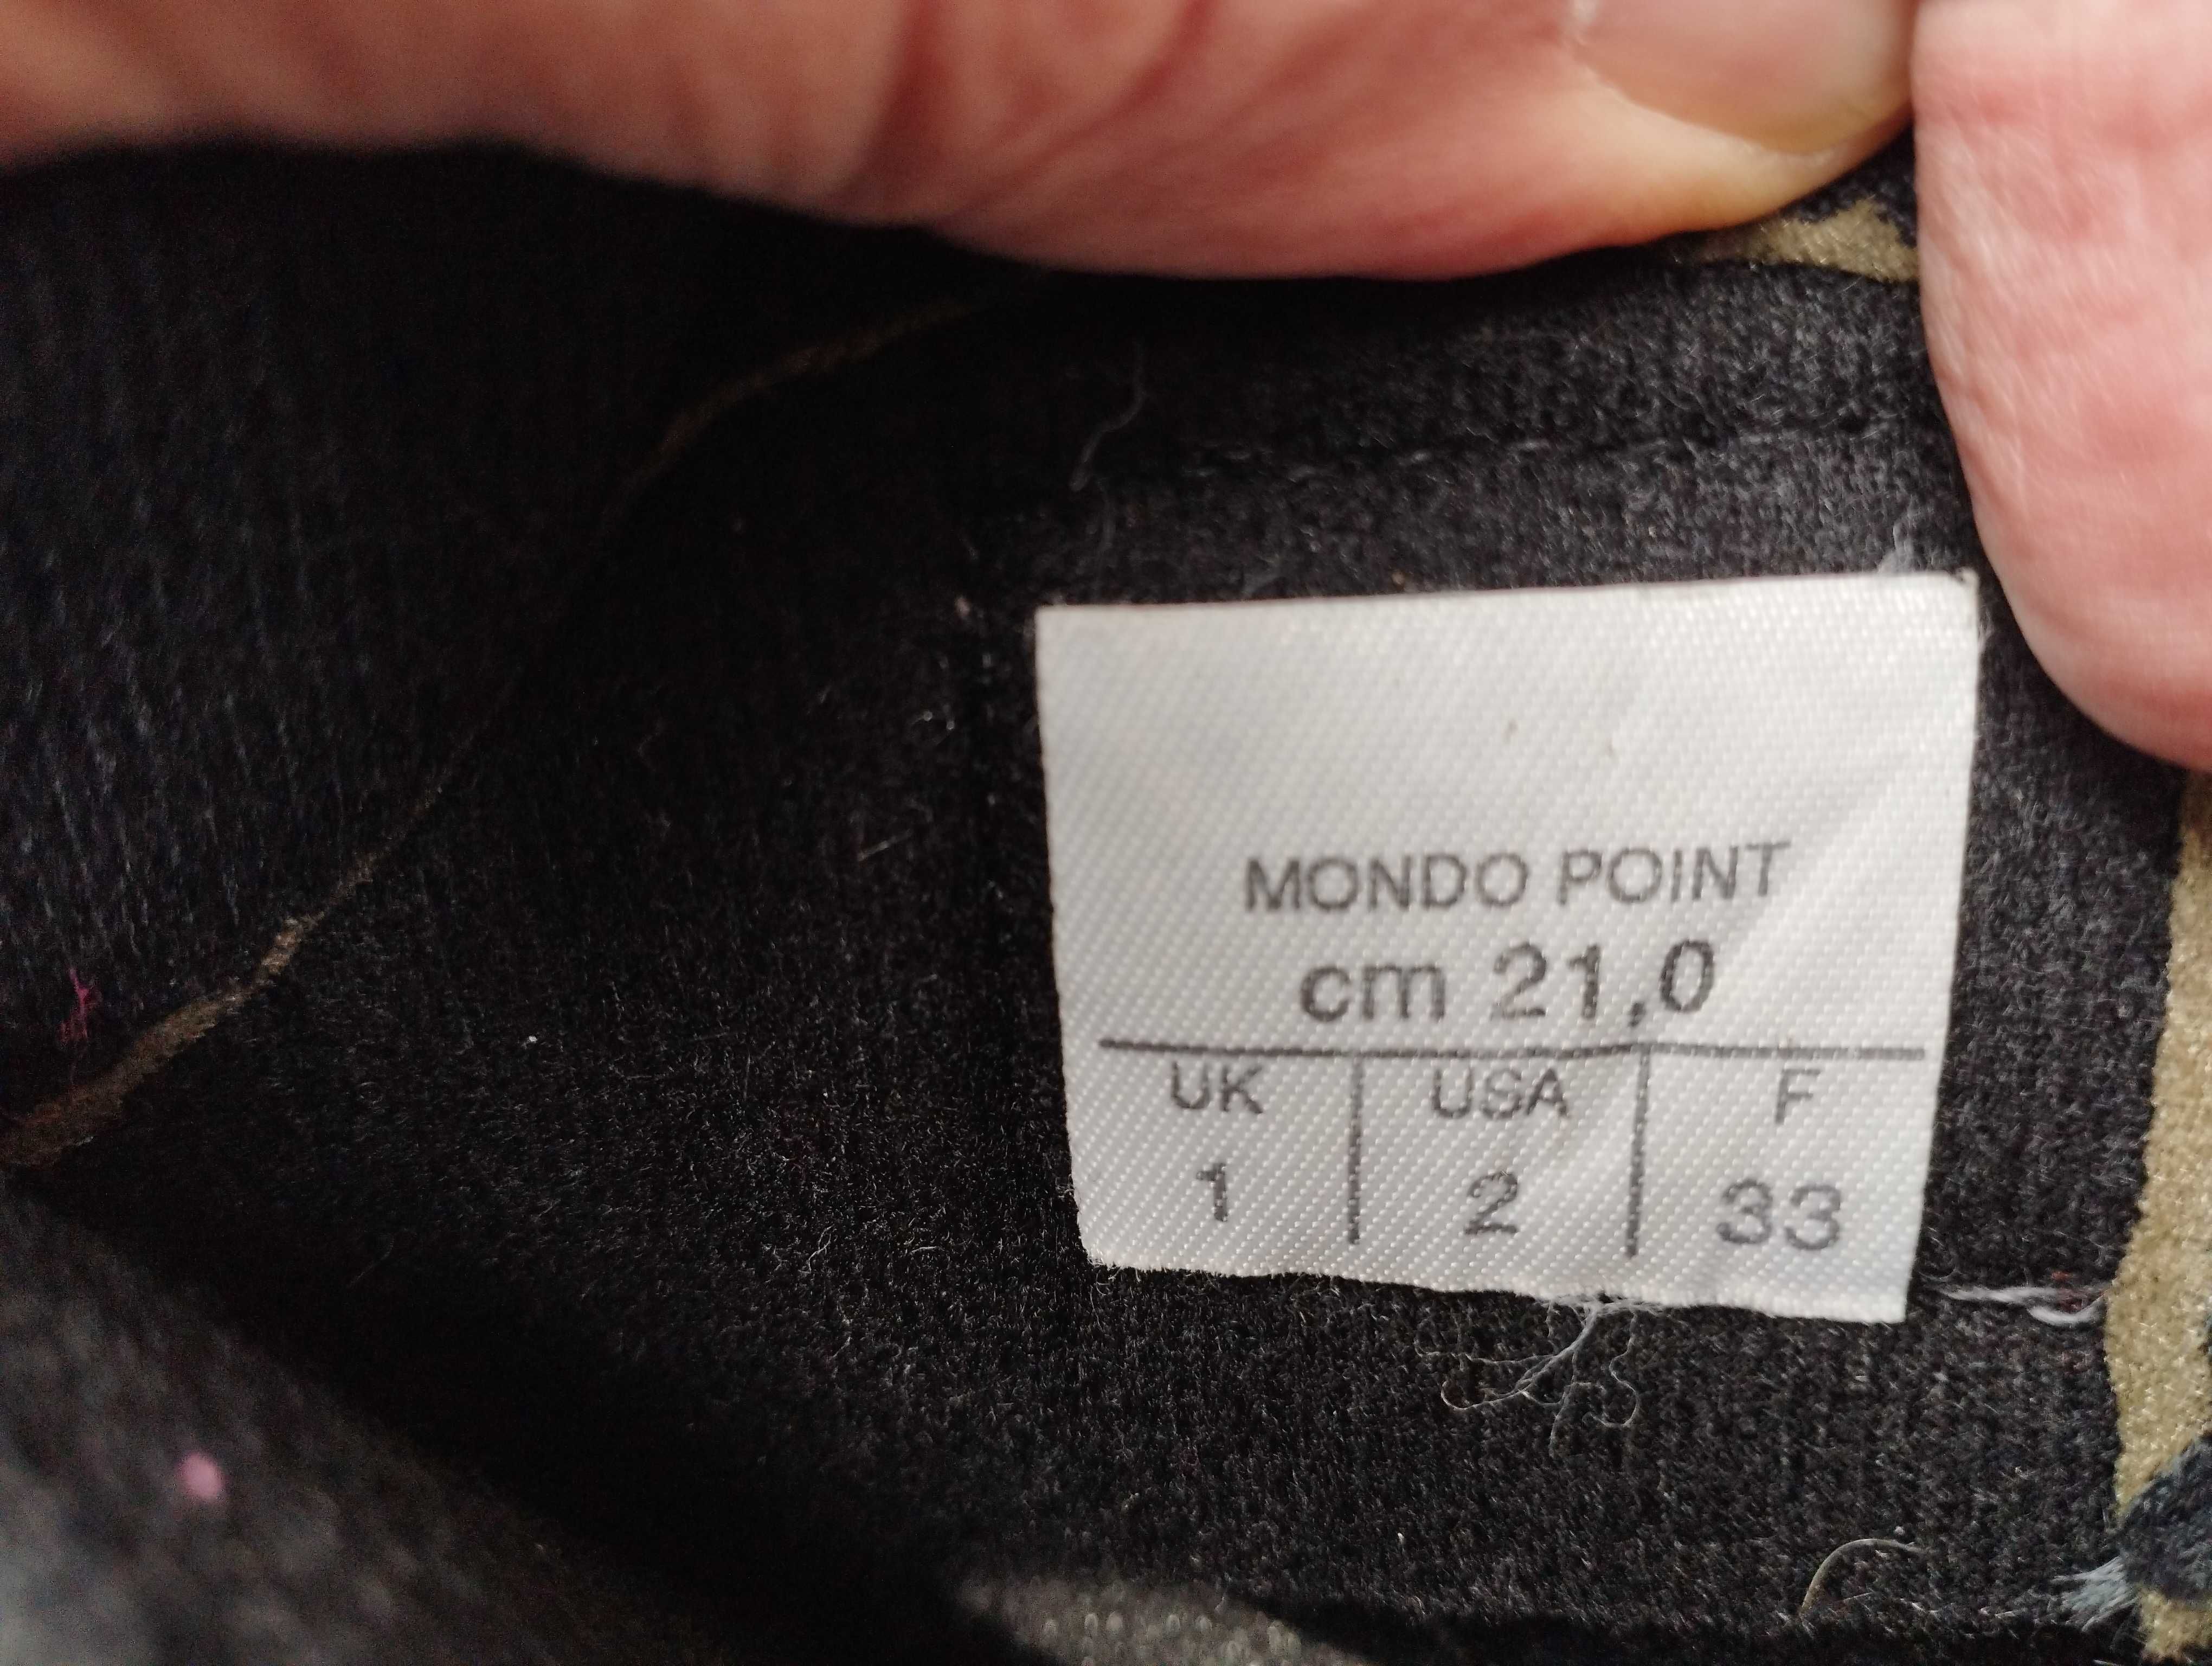 MONDO POINT
cm 21,0
UK USA F
1 2 33